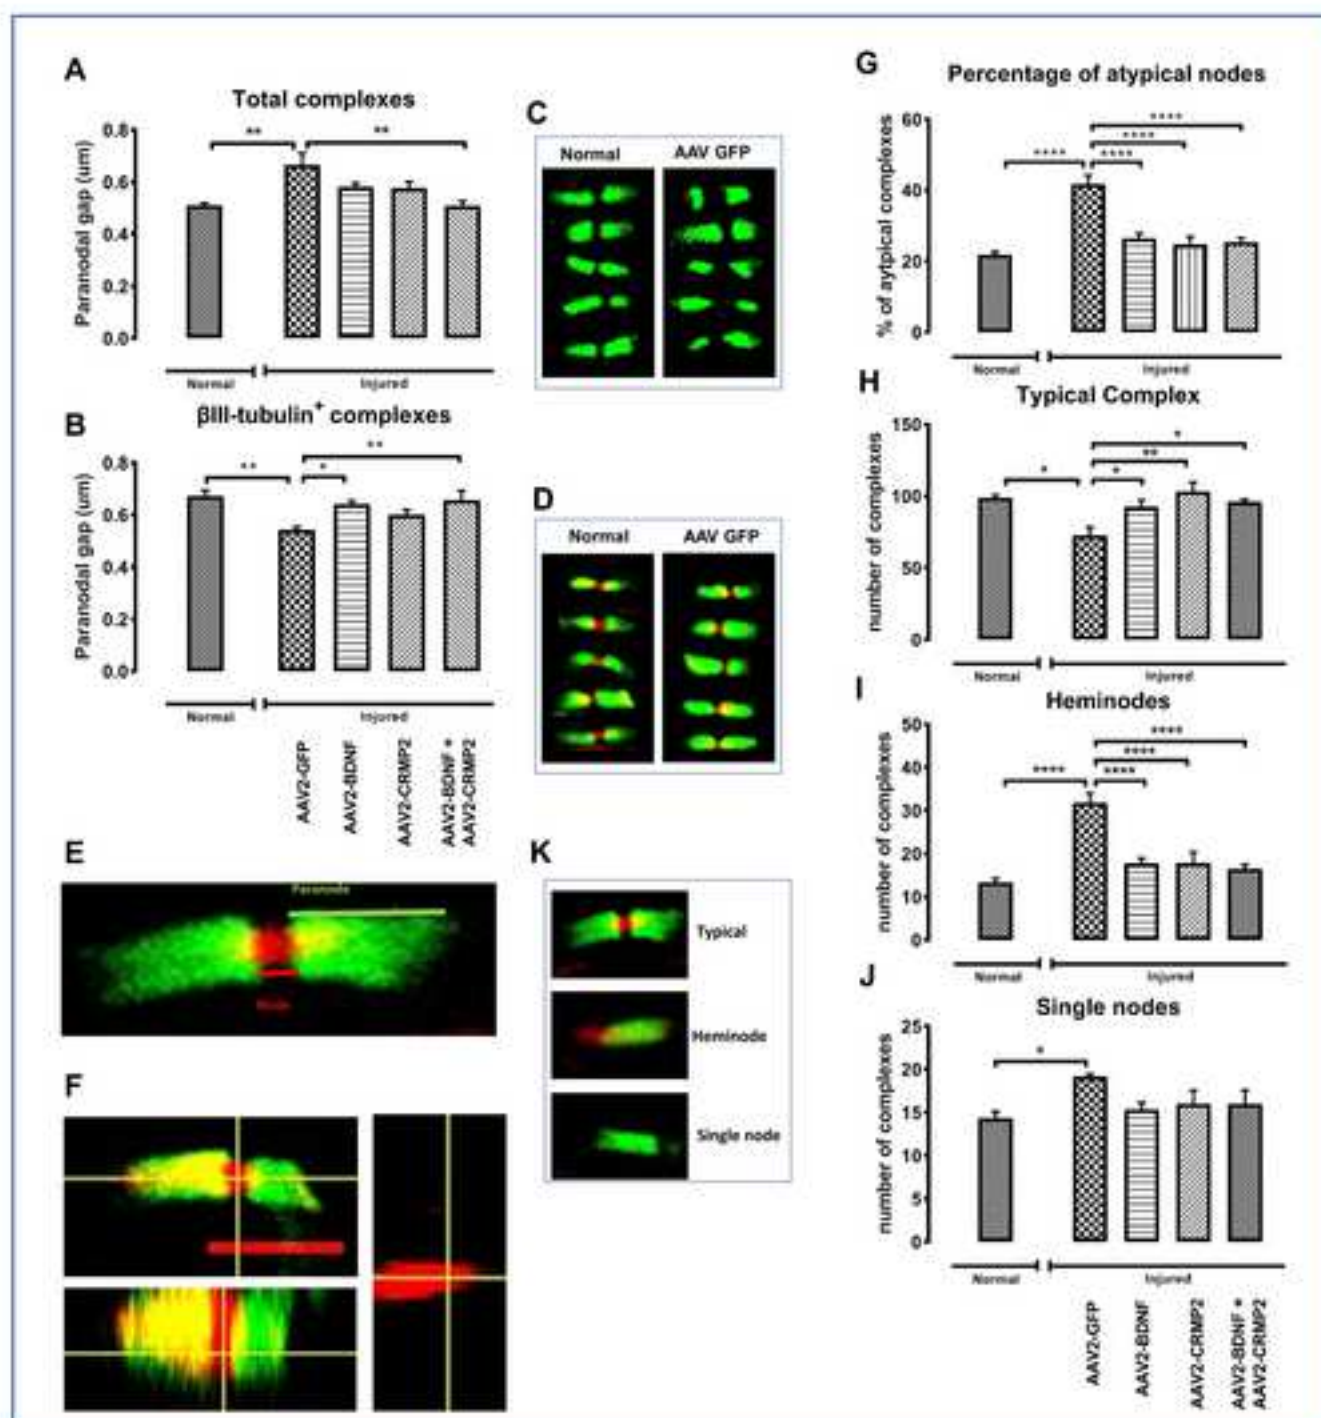 A
Total complexes
Paranodal gap (um)
0.8
0.6
0.4
0.2
0.0
**
**
Normal
Injured
B
βIII-tubulin+ complexes
Paranodal gap (um)
0.8
0.6
0.4
0.2
0.0
**
*
**
Normal
Injured
AAV2-GFP
AAV2-BDNF
AAV2-CRMP2
AAV2-BDNF +
AAV2-CRMP2
C
Normal
AAV GFP
D
Normal
AAV GFP
E
Paranode
F
K
Typical
Heminode
Single node
G
Percentage of atypical nodes
% of aytpical complexes
60
40
20
0
****
****
****
****
Normal
Injured
H
Typical Complex
number of complexes
150
100
50
0
*
*
**
*
Normal
Injured
I
Heminodes
number of complexes
50
40
30
20
10
0
****
****
****
****
Normal
Injured
J
Single nodes
number of complexes
25
20
15
10
5
0
*
Normal
Injured
AAV2-GFP
AAV2-BDNF
AAV2-CRMP2
AAV2-BDNF +
AAV2-CRMP2